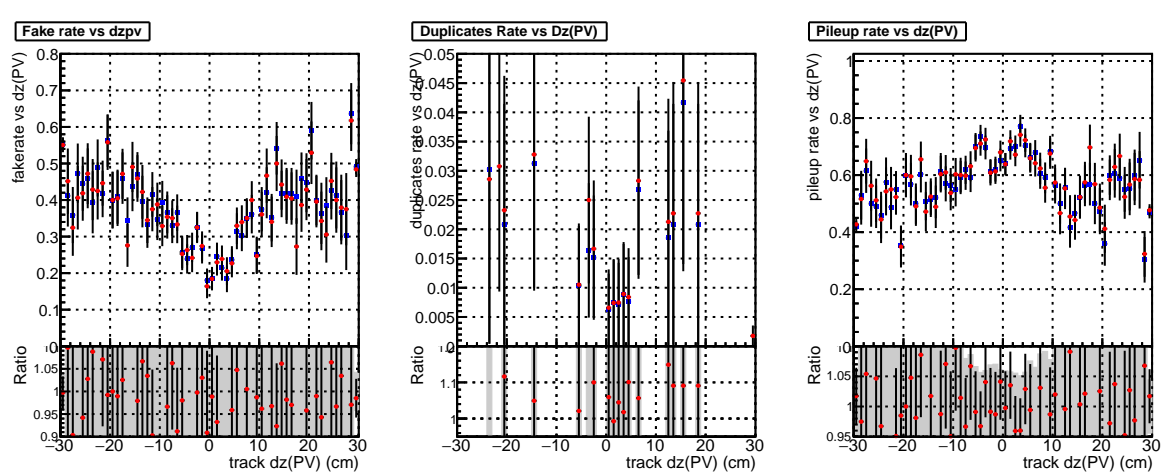 Fake rate vs dzpv
fakerate vs dz(PV)
0.8
0.7
0.6
0.5
0.4
0.3
0.2
0.1
0
Ratio
1.05
1
0.95
0.9
−30 −20 −10 0 10 20 30
track dz(PV) (cm)
Duplicates Rate vs Dz(PV)
duplicates rate vs dz(PV)
0.05
0.045
0.04
0.035
0.03
0.025
0.02
0.015
0.01
0.005
0
Ratio
1.1
1
−30 −20 −10 0 10 20 30
track dz(PV) (cm)
Pileup rate vs dz(PV)
pileup rate vs dz(PV)
1
0.8
0.6
0.4
0.2
0
Ratio
1.05
1
0.95
−30 −20 −10 0 10 20 30
track dz(PV) (cm)